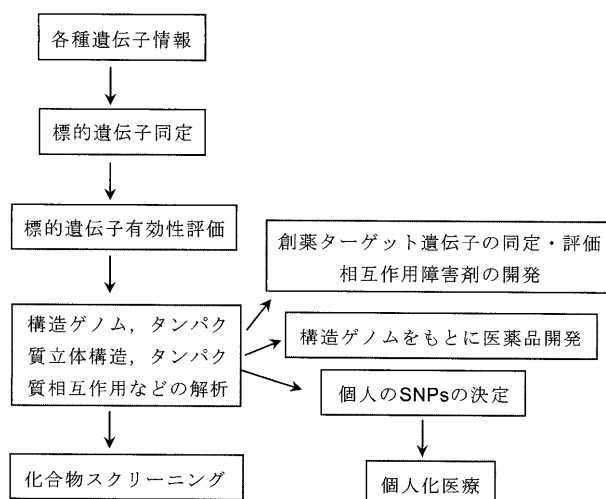 各種遺伝子情報
標的遺伝子同定
標的遺伝子有効性評価
創薬ターゲット遺伝子の同定・評価
相互作用障害剤の開発
構造ゲノム，タンパク
質立体構造，タンパク
質相互作用などの解析
構造ゲノムをもとに医薬品開発
個人のSNPsの決定
化合物スクリーニング
個人化医療